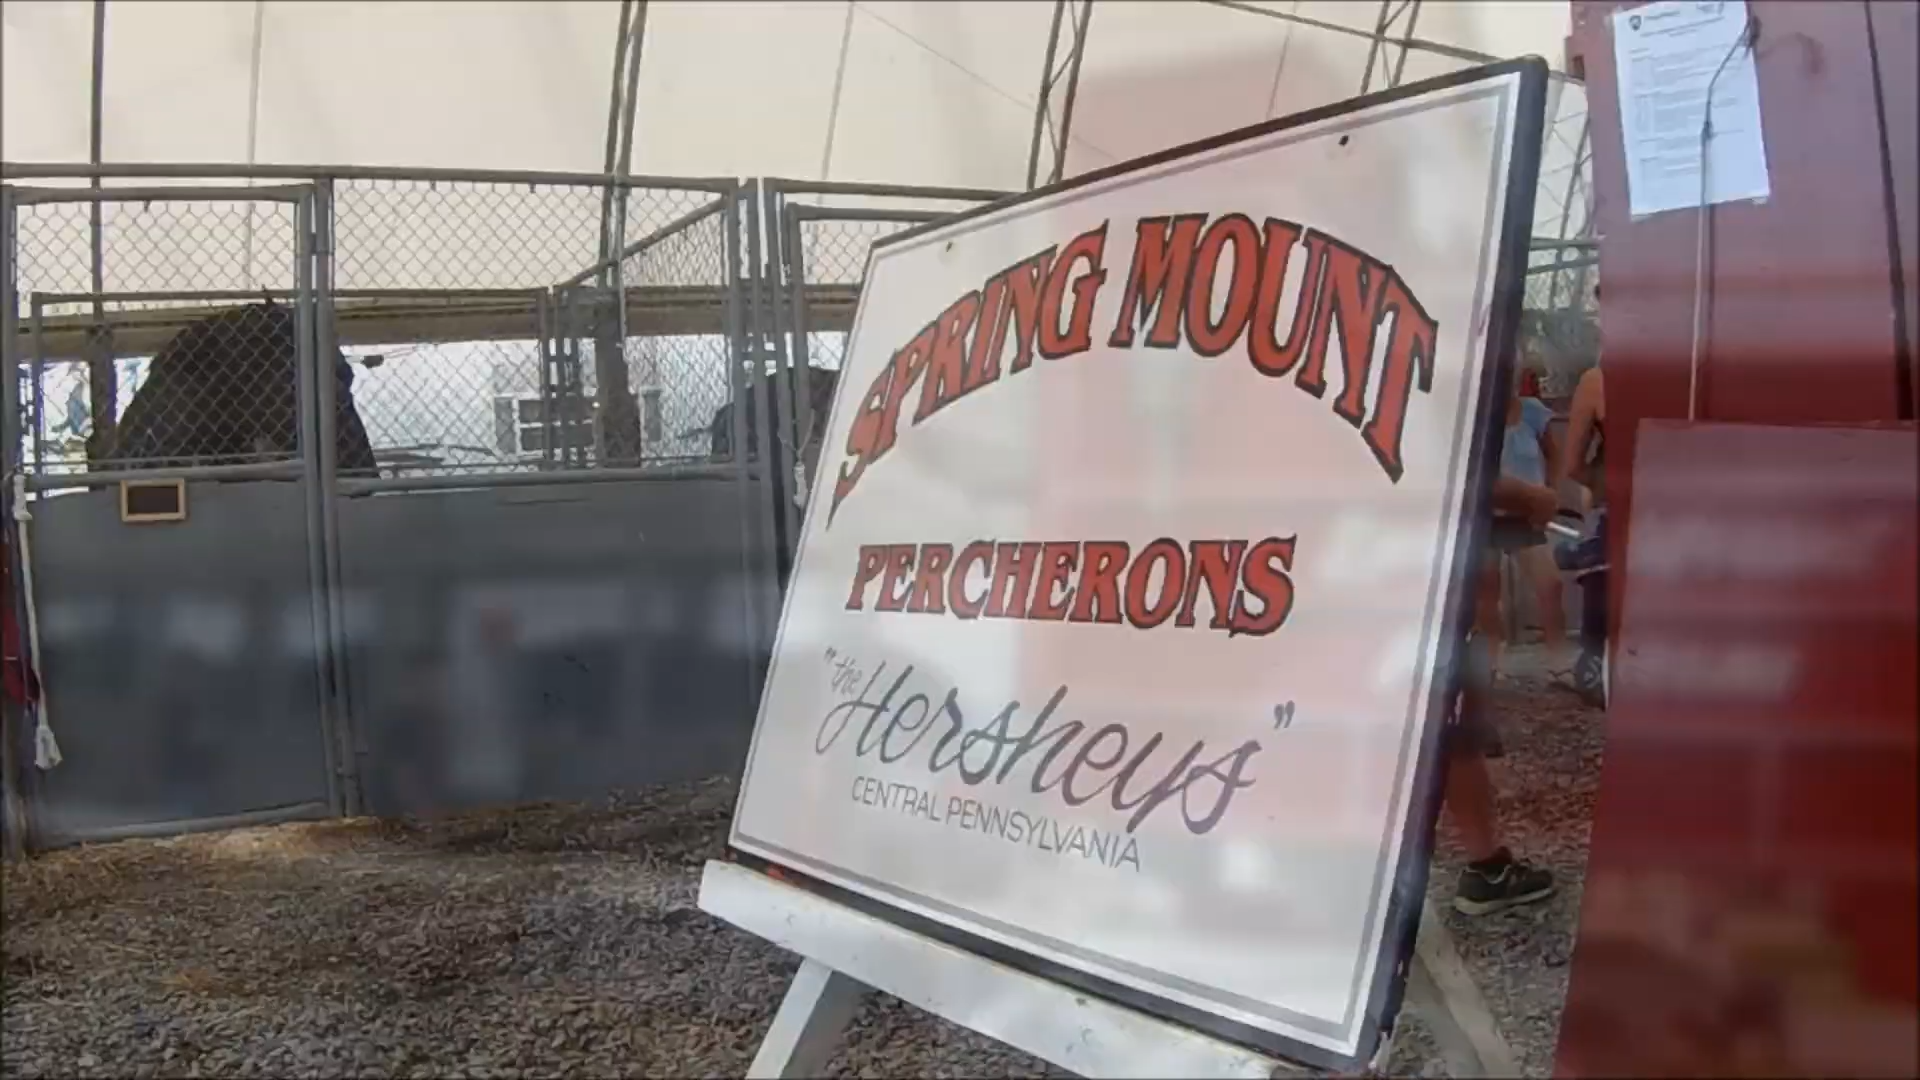 SPRING MOUNT
PERCHERONS
"the Hersheys"
CENTRAL PENNSYLVANIA